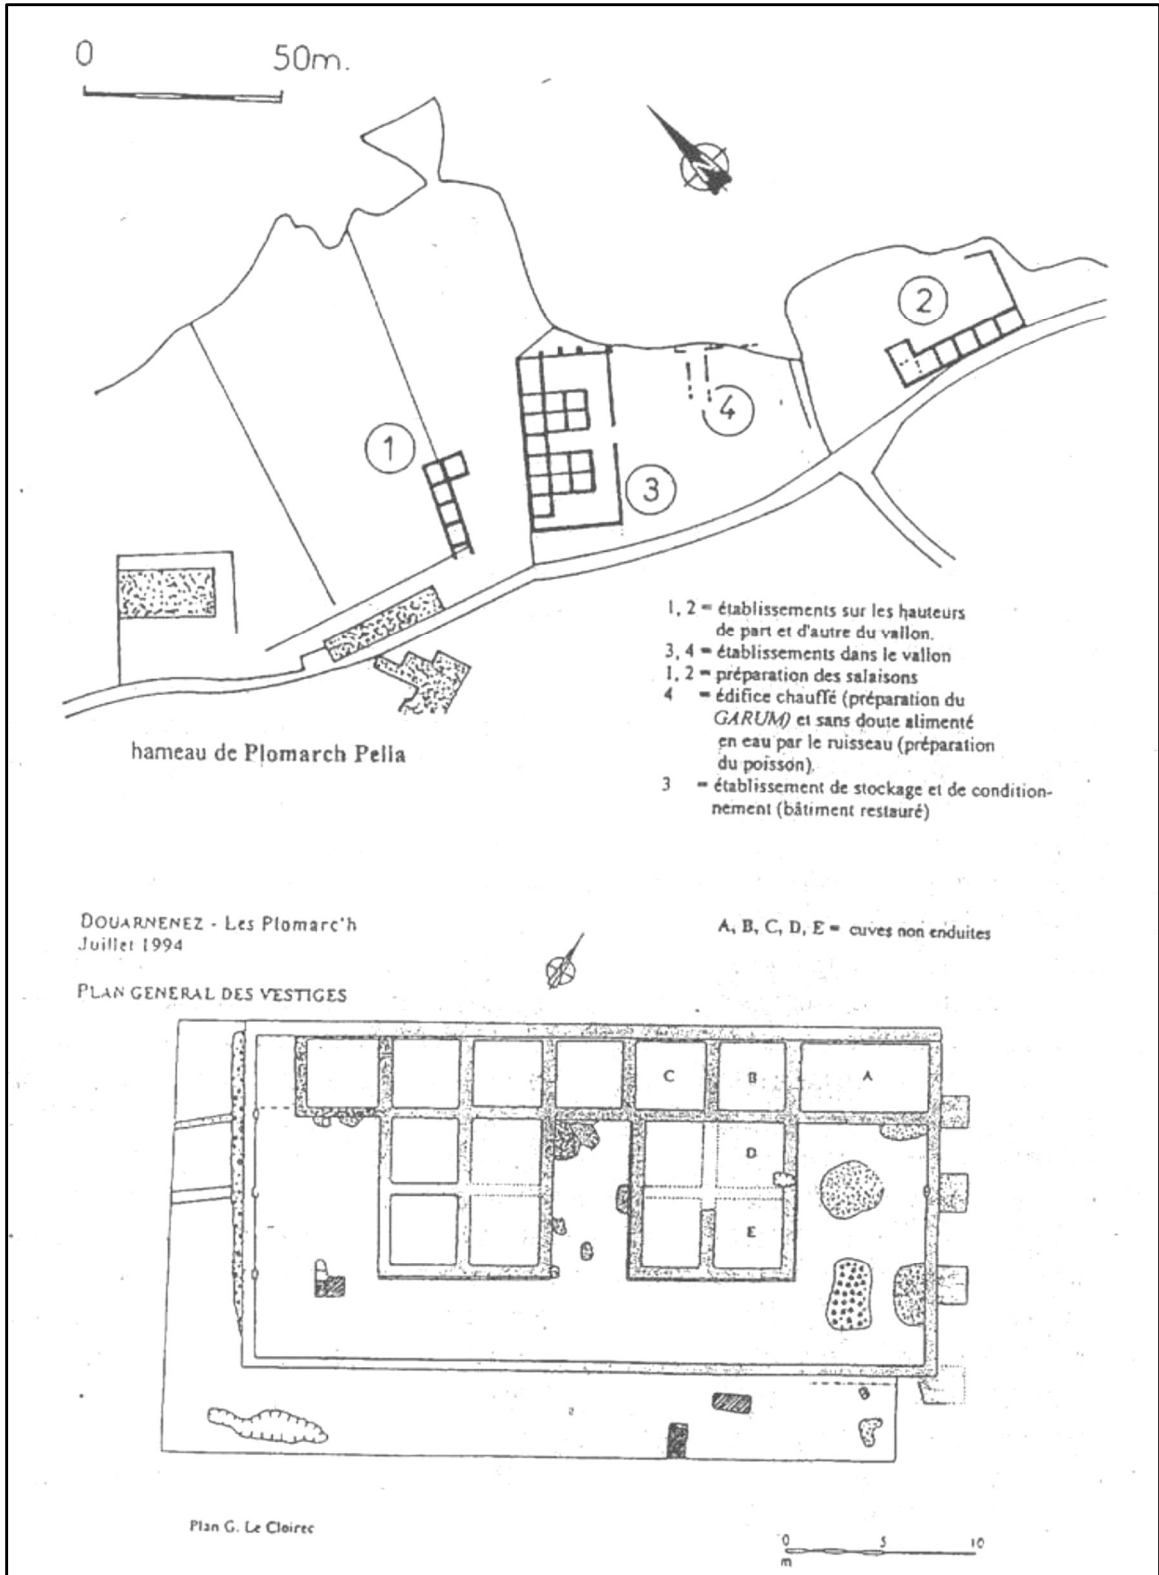 0 50m.
N
2
1
4
3
1, 2 = établissements sur les hauteurs
de part et d'autre du vallon.
3, 4 = établissements dans le vallon
1, 2 = préparation des salaisons
4 = édifice chauffé (préparation du
GARUM) et sans doute alimenté
en eau par le ruisseau (préparation
du poisson).
3 = établissement de stockage et de condition-
nement (bâtiment restauré)
hameau de Plomarch Pella
DOUARNENEZ - Les Plomarc'h
Juillet 1994
A, B, C, D, E = cuves non enduites
PLAN GENERAL DES VESTIGES
C B A
D
E
Plan G. Le Cloirec
0 5 10
m